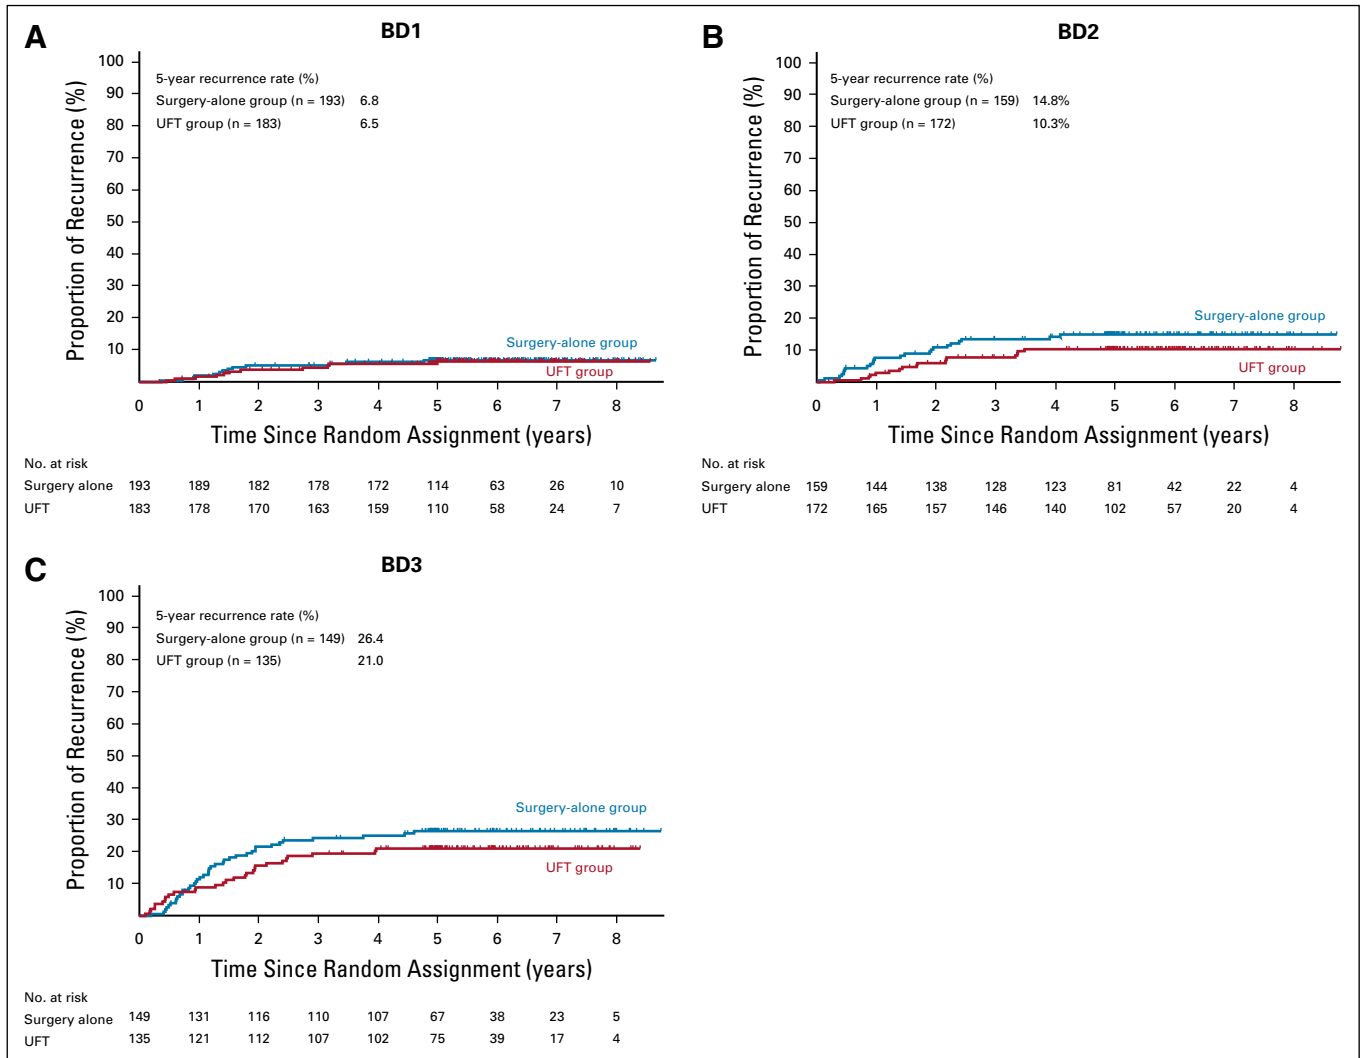 A
BD1
Proportion of Recurrence (%)
100
90
80
70
60
50
40
30
20
10
5-year recurrence rate (%)
Surgery-alone group (n = 193) 6.8
UFT group (n = 183) 6.5
Surgery-alone group
UFT group
0 1 2 3 4 5 6 7 8
Time Since Random Assignment (years)
No. at risk
Surgery alone 193 189 182 178 172 114 63 26 10
UFT 183 178 170 163 159 110 58 24 7
B
BD2
Proportion of Recurrence (%)
100
90
80
70
60
50
40
30
20
10
5-year recurrence rate (%)
Surgery-alone group (n = 159) 14.8%
UFT group (n = 172) 10.3%
Surgery-alone group
UFT group
0 1 2 3 4 5 6 7 8
Time Since Random Assignment (years)
No. at risk
Surgery alone 159 144 138 128 123 81 42 22 4
UFT 172 165 157 146 140 102 57 20 4
C
BD3
Proportion of Recurrence (%)
100
90
80
70
60
50
40
30
20
10
5-year recurrence rate (%)
Surgery-alone group (n = 149) 26.4
UFT group (n = 135) 21.0
Surgery-alone group
UFT group
0 1 2 3 4 5 6 7 8
Time Since Random Assignment (years)
No. at risk
Surgery alone 149 131 116 110 107 67 38 23 5
UFT 135 121 112 107 102 75 39 17 4